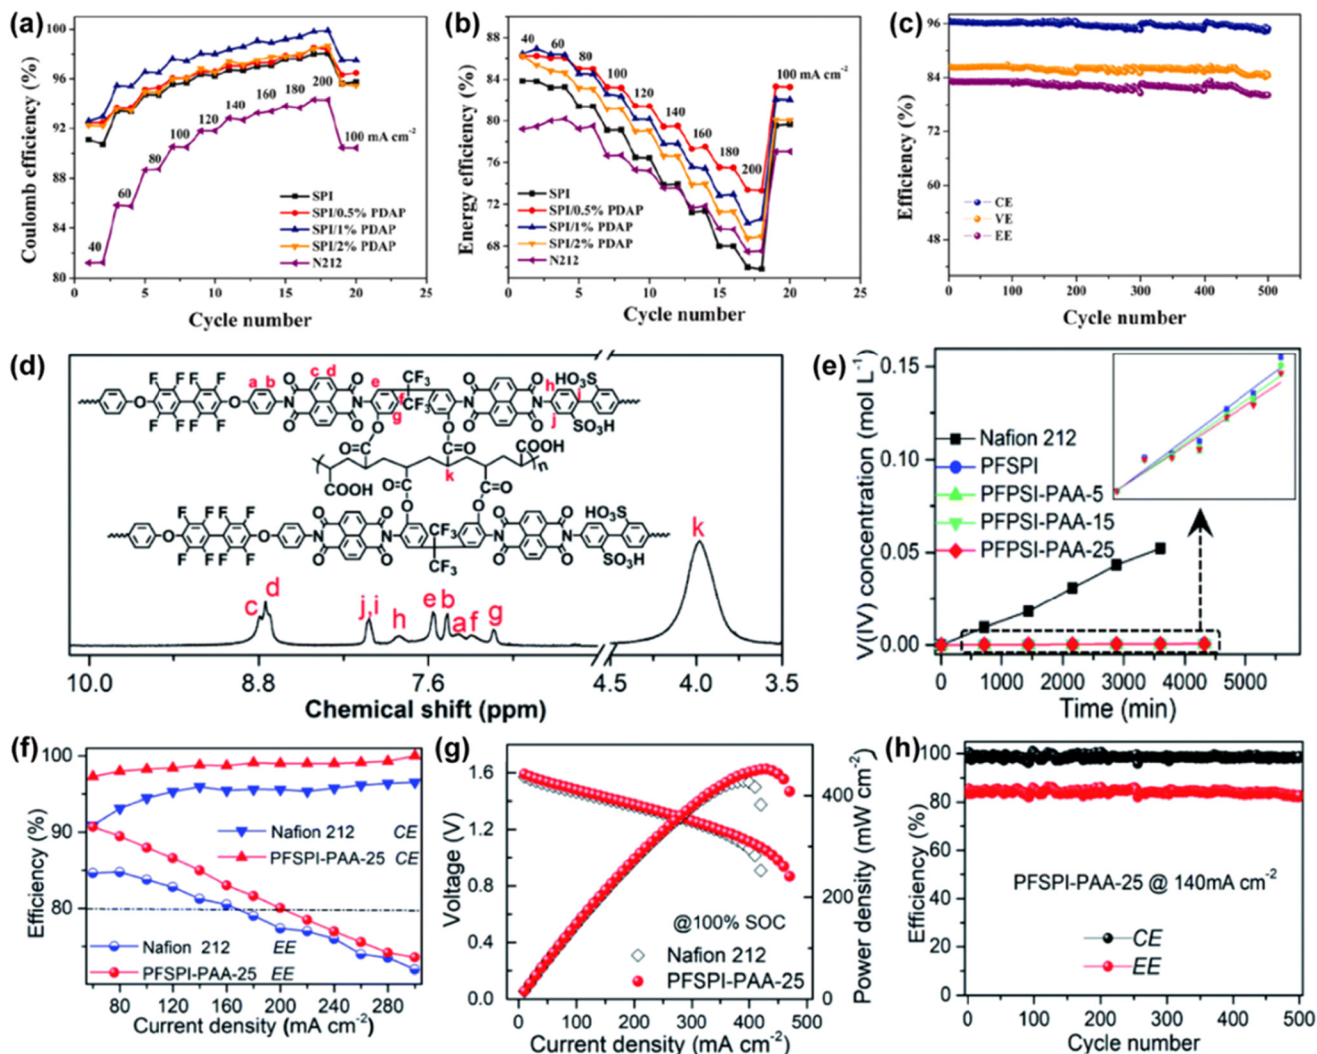 (a)
100
96
92
88
84
80
Coulomb efficiency (%)
40
60
80
100
120
140
160
180
200
100 mA cm-2
SPI
SPI/0.5% PDAP
SPI/1% PDAP
SPI/2% PDAP
N212
0 5 10 15 20 25
Cycle number
(b)
88
84
80
76
72
68
Energy efficiency (%)
40
60
80
100
120
140
160
180
200
100 mA cm-2
SPI
SPI/0.5% PDAP
SPI/1% PDAP
SPI/2% PDAP
N212
0 5 10 15 20 25
Cycle number
(c)
96
84
72
60
48
Efficiency (%)
CE
VE
EE
0 100 200 300 400 500
Cycle number
(d)
a b c d e f g h i j k
F F F F
F F F F
O O
O O O O
N N
CF3
CF3
HO3S
SO3H
COOH
COOH
n
C=O
C=O
C=O
C=O
F F F F
F F F F
CF3
CF3
HO3S
SO3H
c d j,i h e b a f g k
10.0 8.8 7.6 4.5 4.0 3.5
Chemical shift (ppm)
(e)
0.15
0.10
0.05
0.00
V(IV) concentration (mol L-1)
Nafion 212
PFSPI
PFPSI-PAA-5
PFPSI-PAA-15
PFPSI-PAA-25
0 1000 2000 3000 4000 5000
Time (min)
(f)
100
90
80
Efficiency (%)
Nafion 212 CE
PFSPI-PAA-25 CE
Nafion 212 EE
PFSPI-PAA-25 EE
80 120 160 200 240 280
Current density (mA cm-2)
(g)
1.6
1.2
0.8
0.4
0.0
Voltage (V)
@100% SOC
Nafion 212
PFSPI-PAA-25
400
200
0
Power density (mW cm-2)
0 100 200 300 400 500
Current density (mA cm-2)
(h)
100
80
60
40
20
0
Efficiency (%)
PFSPI-PAA-25 @ 140mA cm-2
CE
EE
0 100 200 300 400 500
Cycle number